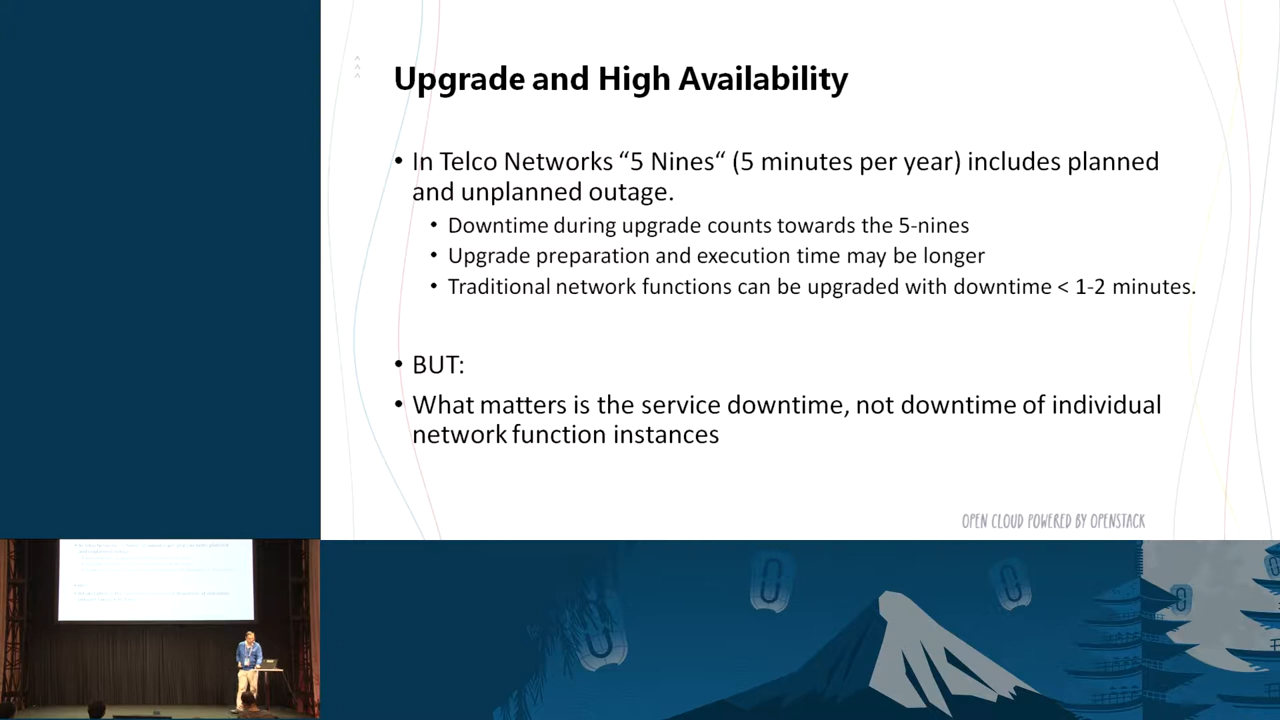 Upgrade and High Availability
• In Telco Networks “5 Nines“ (5 minutes per year) includes planned
and unplanned outage.
• Downtime during upgrade counts towards the 5-nines
• Upgrade preparation and execution time may be longer
• Traditional network functions can be upgraded with downtime < 1-2 minutes.
• BUT:
• What matters is the service downtime, not downtime of individual
network function instances
OPEN CLOUD POWERED BY OPENSTACK